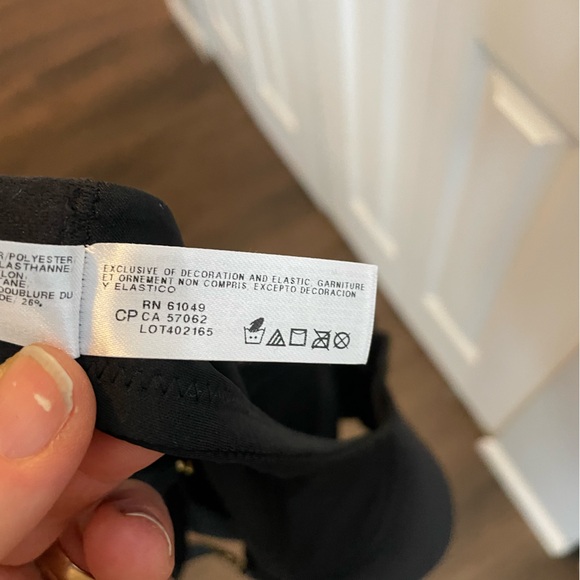 R/POLYESTER
LASTHANNE
LON,
TANE:
DOUBLURE DU
DE: 26%
EXCLUSIVE OF DECORATION AND ELASTIC, GARNITURE
ET ORNEMENT NON COMPRIS, EXCEPTO DECORACION
Y ELASTICO
RN 61049
CP CA 57062
LOT402165